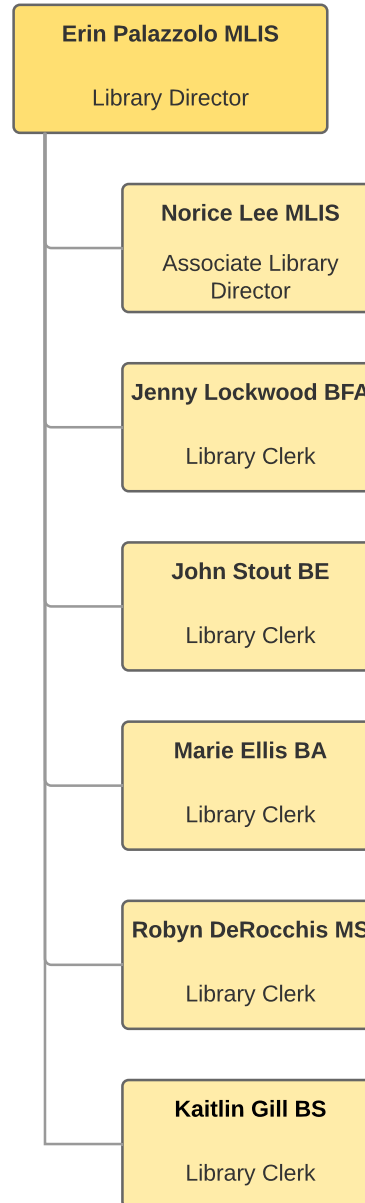 Erin Palazzolo MLIS
Library Director
Norice Lee MLIS
Associate Library
Director
Jenny Lockwood BFA
Library Clerk
John Stout BE
Library Clerk
Marie Ellis BA
Library Clerk
Robyn DeRocchis MS
Library Clerk
Kaitlin Gill BS
Library Clerk